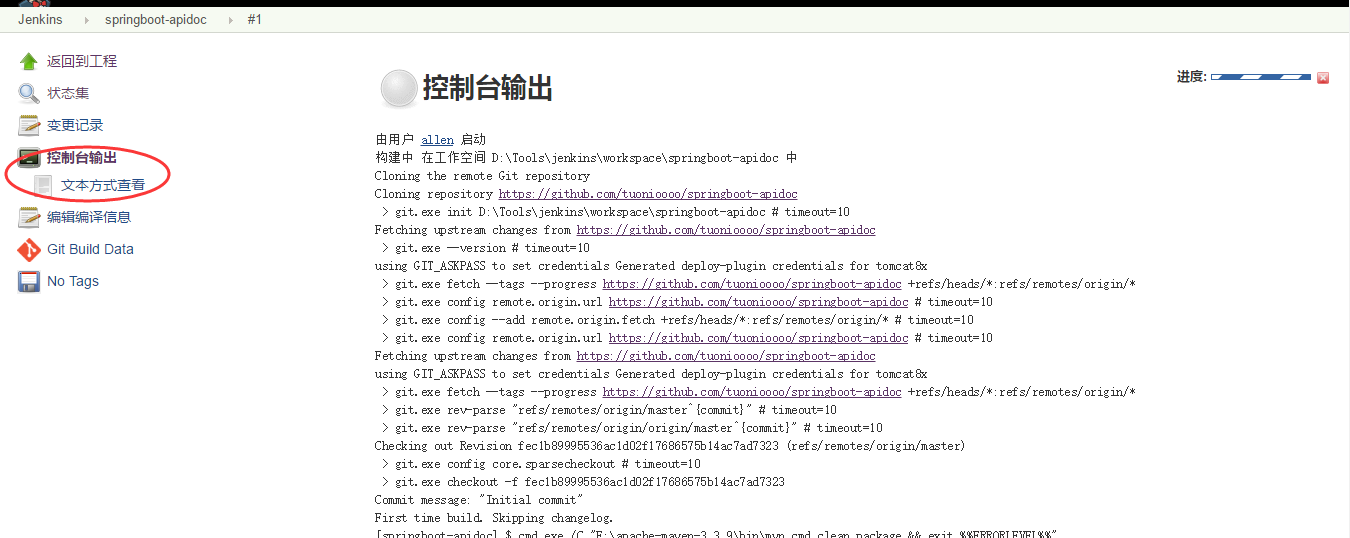 Jenkins springboot-apidoc #1
返回到工程
状态集
变更记录
控制台输出
文本方式查看
编辑编译信息
Git Build Data
No Tags
控制台输出
进度:
由用户 allen 启动
构建中 在工作空间 D:\Tools\jenkins\workspace\springboot-apidoc 中
Cloning the remote Git repository
Cloning repository https://github.com/tuonioooo/springboot-apidoc
> git.exe init D:\Tools\jenkins\workspace\springboot-apidoc # timeout=10
Fetching upstream changes from https://github.com/tuonioooo/springboot-apidoc
> git.exe --version # timeout=10
using GIT_ASKPASS to set credentials Generated deploy-plugin credentials for tomcat8x
> git.exe fetch --tags --progress https://github.com/tuonioooo/springboot-apidoc +refs/heads/*:refs/remotes/origin/*
> git.exe config remote.origin.url https://github.com/tuonioooo/springboot-apidoc # timeout=10
> git.exe config --add remote.origin.fetch +refs/heads/*:refs/remotes/origin/* # timeout=10
> git.exe config remote.origin.url https://github.com/tuonioooo/springboot-apidoc # timeout=10
Fetching upstream changes from https://github.com/tuonioooo/springboot-apidoc
using GIT_ASKPASS to set credentials Generated deploy-plugin credentials for tomcat8x
> git.exe fetch --tags --progress https://github.com/tuonioooo/springboot-apidoc +refs/heads/*:refs/remotes/origin/*
> git.exe rev-parse "refs/remotes/origin/master^{commit}" # timeout=10
> git.exe rev-parse "refs/remotes/origin/origin/master^{commit}" # timeout=10
Checking out Revision fec1b89995536ac1d02f17686575b14ac7ad7323 (refs/remotes/origin/master)
> git.exe config core.sparsecheckout # timeout=10
> git.exe checkout -f fec1b89995536ac1d02f17686575b14ac7ad7323
Commit message: "Initial commit"
First time build. Skipping changelog.
[springboot-apidoc] $ cmd.exe /C "E:\apache-maven-3.3.9\bin\mvn.cmd clean package && exit %%ERRORLEVEL%%"